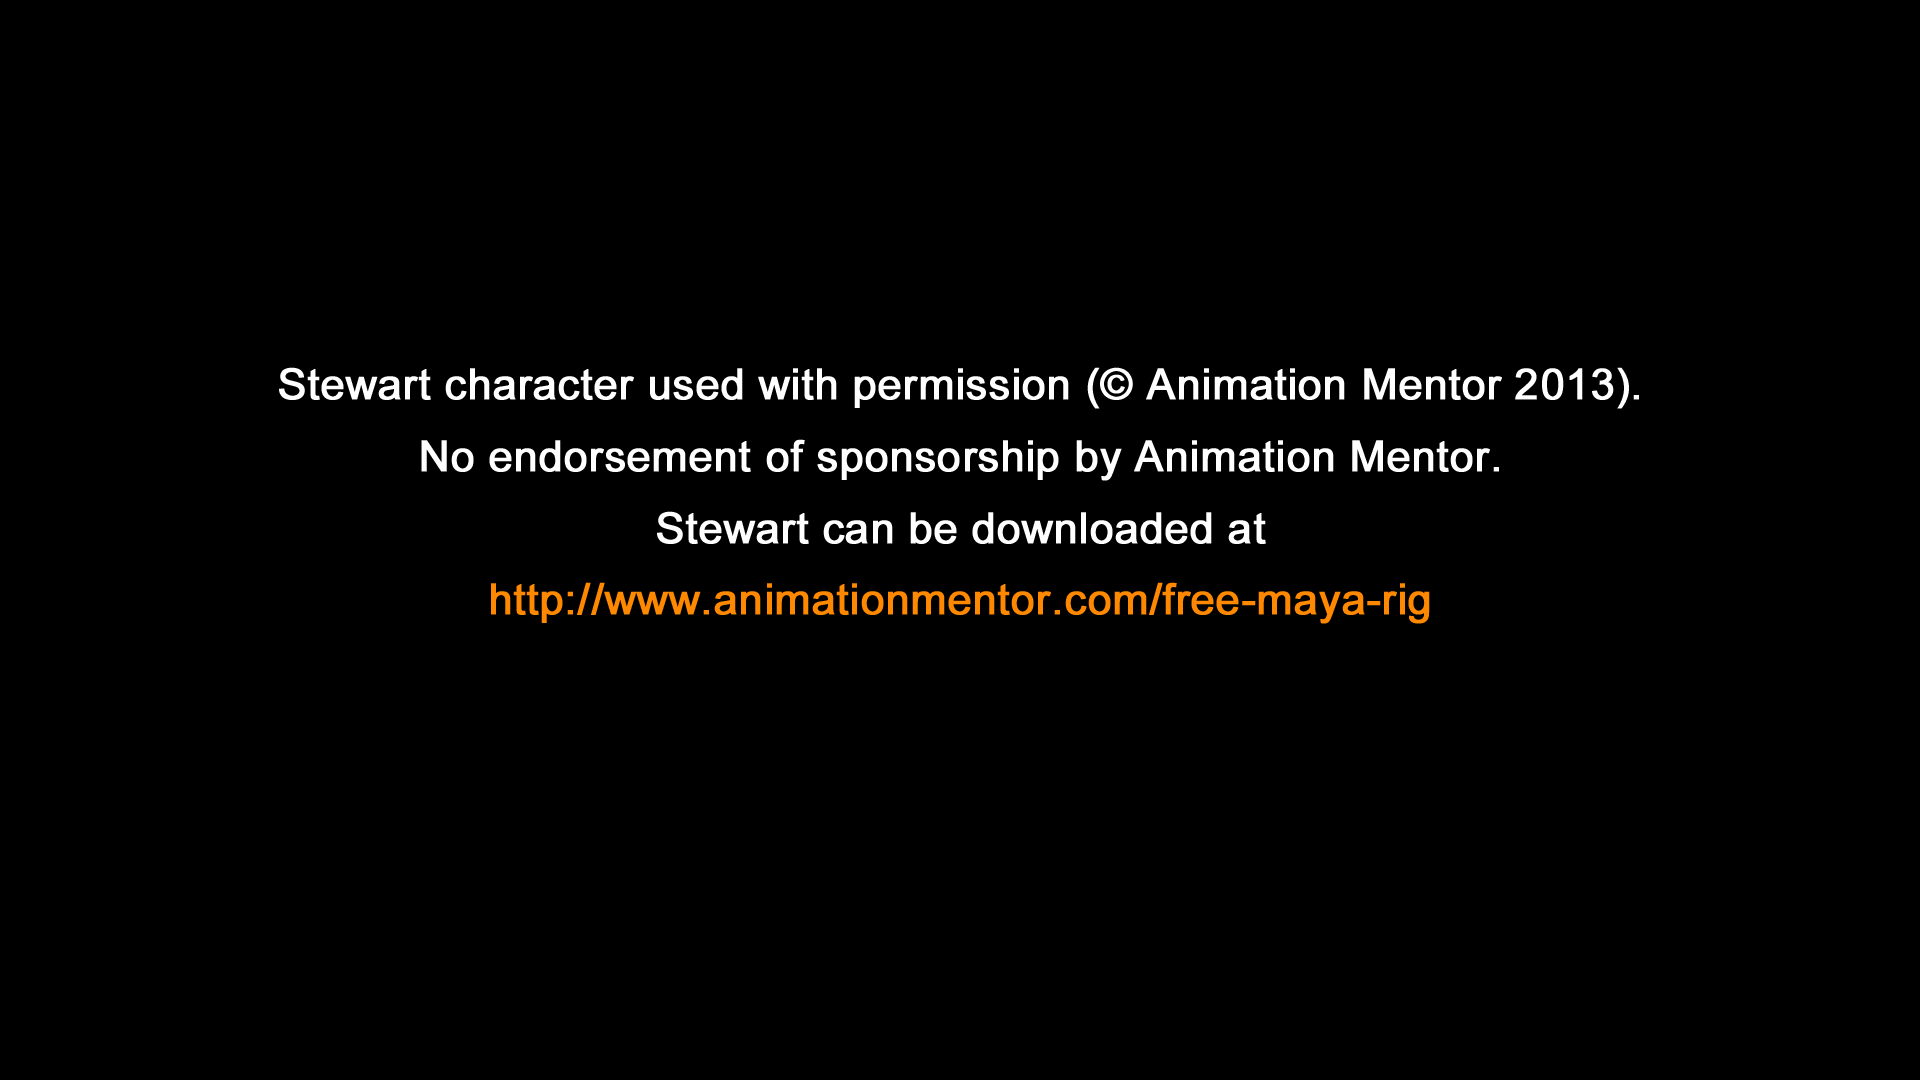 Stewart character used with permission (© Animation Mentor 2013).
No endorsement of sponsorship by Animation Mentor.
Stewart can be downloaded at
http://www.animationmentor.com/free-maya-rig